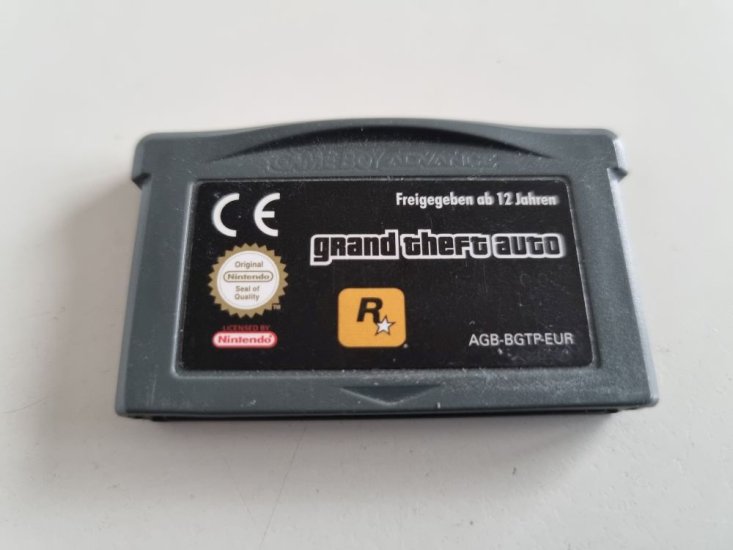 GAME BOY ADVANCE
CE
Freigegeben ab 12 Jahren
grand theft auto
Original
Nintendo
Seal of
Quality
TM
R
LICENSED BY
Nintendo
AGB-BGTP-EUR